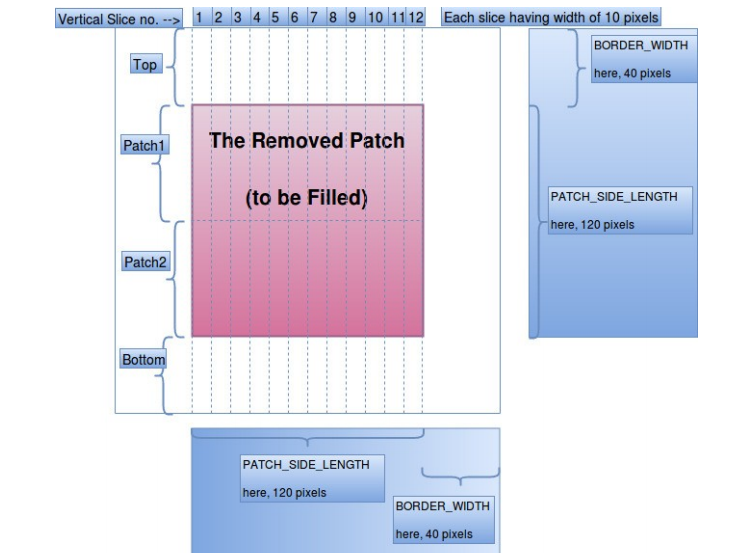 Vertical Slice no. --> 1 2 3 4 5 6 7 8 9 10 11 12 Each slice having width of 10 pixels
Top
BORDER_WIDTH
here, 40 pixels
Patch1
The Removed Patch
(to be Filled)
PATCH_SIDE_LENGTH
here, 120 pixels
Patch2
Bottom
PATCH_SIDE_LENGTH
here, 120 pixels
BORDER_WIDTH
here, 40 pixels